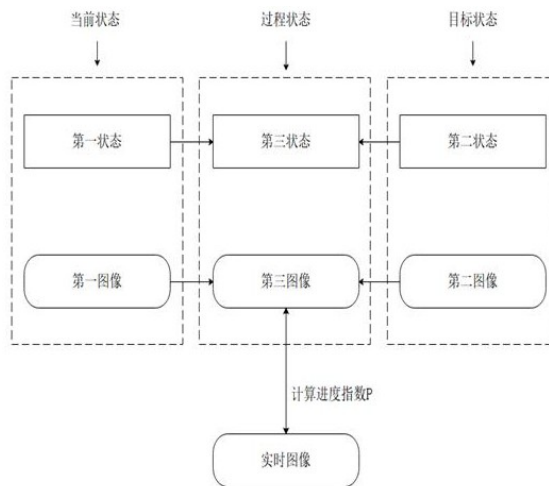 当前状态
过程状态
目标状态
第一状态
第三状态
第二状态
第一图像
第三图像
第二图像
计算进度指数P
实时图像